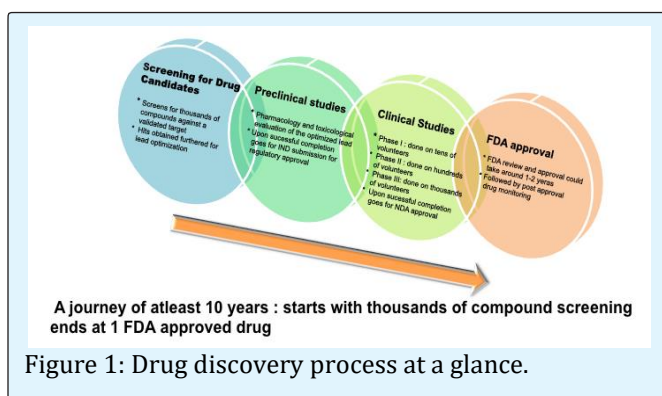 Screening for Drug
Candidates
* Screens for thousands of
compounds against a
validated target
* Hits obtained furthered for
lead optimization
Preclinical studies
* Pharmacology and toxicological
evaluation of the optimized lead
* Upon sucessful completion
goes for IND submission for
regulatory approval
Clinical Studies
* Phase I : done on tens of
volunteers
* Phase II : done on hundreds
of volunteers
* Phase III: done on thousands
of volunteers
* Upon sucessful completion
goes for NDA approval
FDA approval
* FDA review and approval could
take around 1-2 yeras
* Followed by post approval
drug monitoring
A journey of atleast 10 years : starts with thousands of compound screening
ends at 1 FDA approved drug
Figure 1: Drug discovery process at a glance.